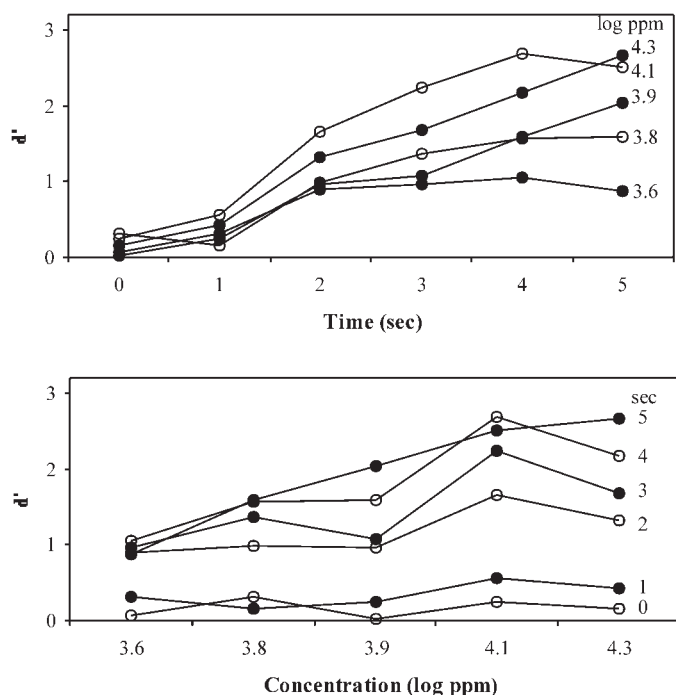 log ppm
3
4.3
4.1
3.9
2
3.8
d'
1
3.6
0
0 1 2 3 4 5
Time (sec)
3
sec
5
4
2
3
d'
2
1
1
0
0
3.6 3.8 3.9 4.1 4.3
Concentration (log ppm)